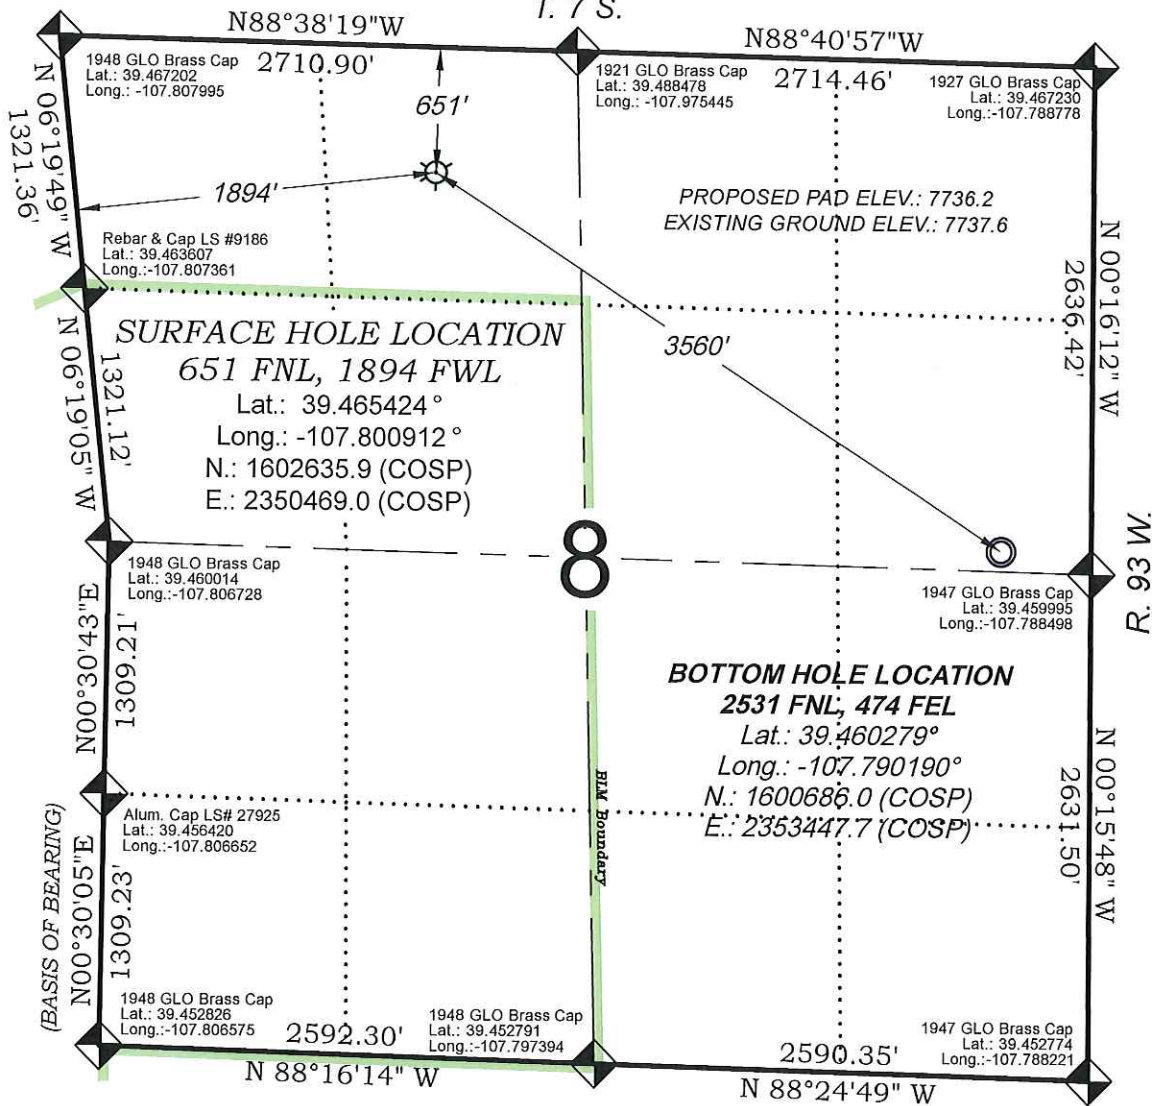 T. 7 S.
N88°38'19"W
2710.90'
N88°40'57"W
2714.46'
1948 GLO Brass Cap
Lat.: 39.467202
Long.: -107.807995
1921 GLO Brass Cap
Lat.: 39.488478
Long.: -107.975445
1927 GLO Brass Cap
Lat.: 39.467230
Long.:-107.788778
651'
N 06°19'49" W
1321.36'
1894'
PROPOSED PAD ELEV.: 7736.2
EXISTING GROUND ELEV.: 7737.6
Rebar & Cap LS #9186
Lat.: 39.463607
Long.:-107.807361
N 00°16'12" W
2636.42'
3560'
SURFACE HOLE LOCATION
651 FNL, 1894 FWL
Lat.: 39.465424°
Long.: -107.800912°
N.: 1602635.9 (COSP)
E.: 2350469.0 (COSP)
N 06°19'05" W
1321.12'
8
R. 93 W.
1948 GLO Brass Cap
Lat.: 39.460014
Long.:-107.806728
1947 GLO Brass Cap
Lat.: 39.459995
Long.:-107.788498
N00°30'43"E
1309.21'
BOTTOM HOLE LOCATION
2531 FNL, 474 FEL
Lat.: 39.460279°
Long.: -107.790190°
N.: 1600686.0 (COSP)
E.: 2353447.7 (COSP)
BLM Boundary
N 00°15'48" W
2631.50'
Alum. Cap LS# 27925
Lat.: 39.456420
Long.:-107.806652
(BASIS OF BEARING)
N00°30'05"E
1309.23'
1948 GLO Brass Cap
Lat.: 39.452826
Long.:-107.806575
2592.30'
N 88°16'14" W
1948 GLO Brass Cap
Lat.: 39.452791
Long.:-107.797394
2590.35'
N 88°24'49" W
1947 GLO Brass Cap
Lat.: 39.452774
Long.:-107.788221